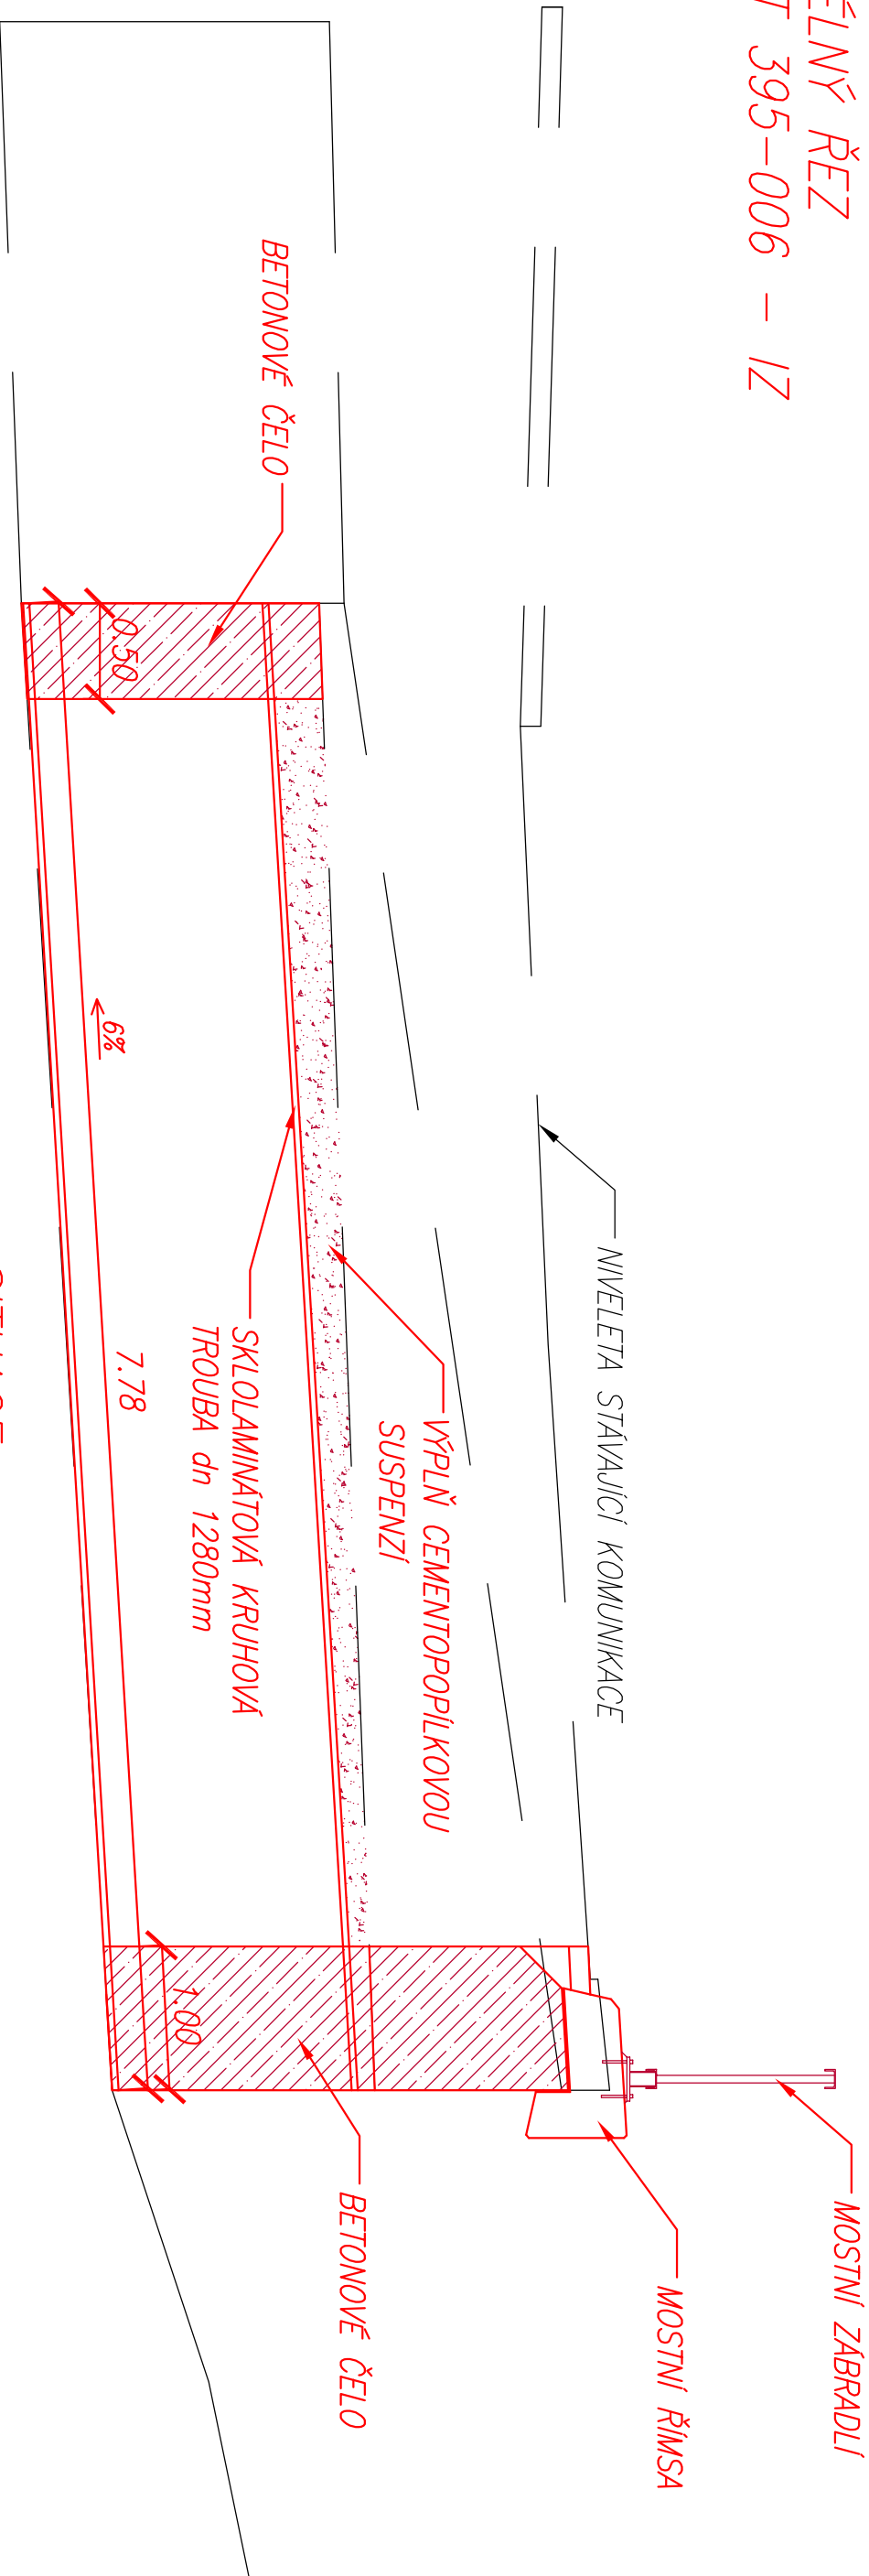 ÉLNÝ ŘEZ
T 395-006 - IZ
MOSTNÍ ZÁBRADLÍ
MOSTNÍ ŘÍMSA
NIVELETA STÁVAJÍCÍ KOMUNIKACE
VÝPLŇ CEMENTOPOPÍLKOVOU
SUSPENZÍ
SKLOLAMINÁTOVÁ KRUHOVÁ
TROUBA dn 1280mm
BETONOVÉ ČELO
BETONOVÉ ČELO
0.50
6%
7.78
1.00